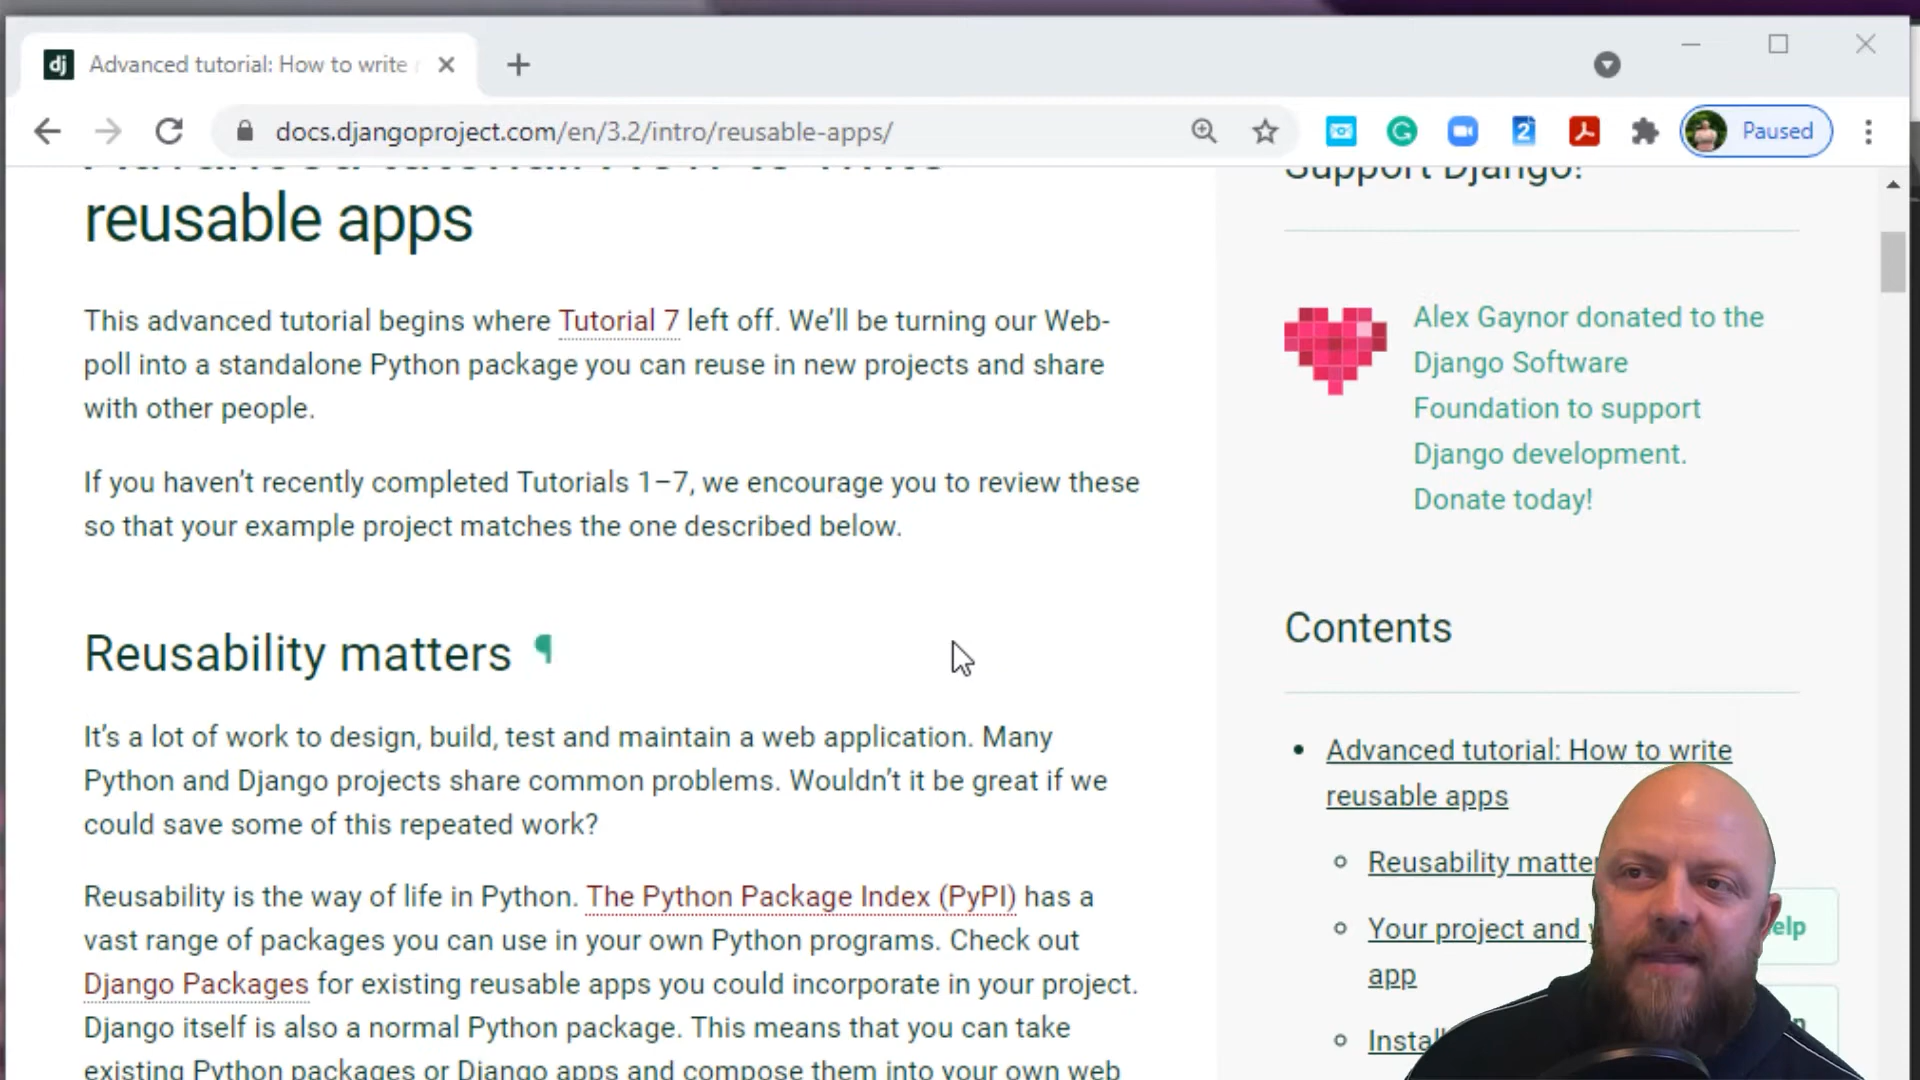 dj Advanced tutorial: How to write
docs.djangoproject.com/en/3.2/intro/reusable-apps/
Paused
reusable apps
This advanced tutorial begins where Tutorial 7 left off. We’ll be turning our Web-
poll into a standalone Python package you can reuse in new projects and share
with other people.
If you haven’t recently completed Tutorials 1–7, we encourage you to review these
so that your example project matches the one described below.
Reusability matters ¶
It’s a lot of work to design, build, test and maintain a web application. Many
Python and Django projects share common problems. Wouldn’t it be great if we
could save some of this repeated work?
Reusability is the way of life in Python. The Python Package Index (PyPI) has a
vast range of packages you can use in your own Python programs. Check out
Django Packages for existing reusable apps you could incorporate in your project.
Django itself is also a normal Python package. This means that you can take
existing Python packages or Django apps and compose them into your own web
Support Django!
Alex Gaynor donated to the
Django Software
Foundation to support
Django development.
Donate today!
Contents
Advanced tutorial: How to write
reusable apps
Reusability matter
Your project and
app